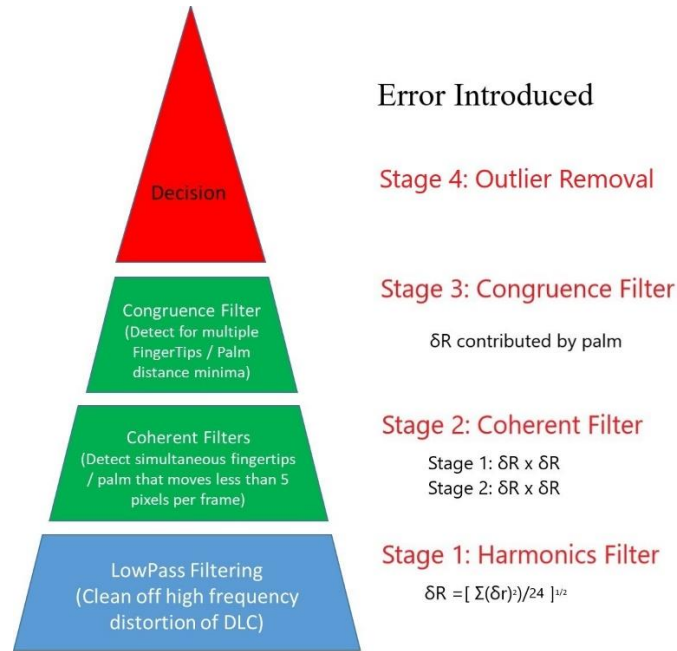 Error Introduced
Decision
Stage 4: Outlier Removal
Congruence Filter
(Detect for multiple
FingerTips / Palm
distance minima)
Stage 3: Congruence Filter
δR contributed by palm
Coherent Filters
(Detect simultaneous fingertips
/ palm that moves less than 5
pixels per frame)
Stage 2: Coherent Filter
Stage 1: δR x δR
Stage 2: δR x δR
LowPass Filtering
(Clean off high frequency
distortion of DLC)
Stage 1: Harmonics Filter
δR =[ Σ(δr)²)/24 ]¹/²